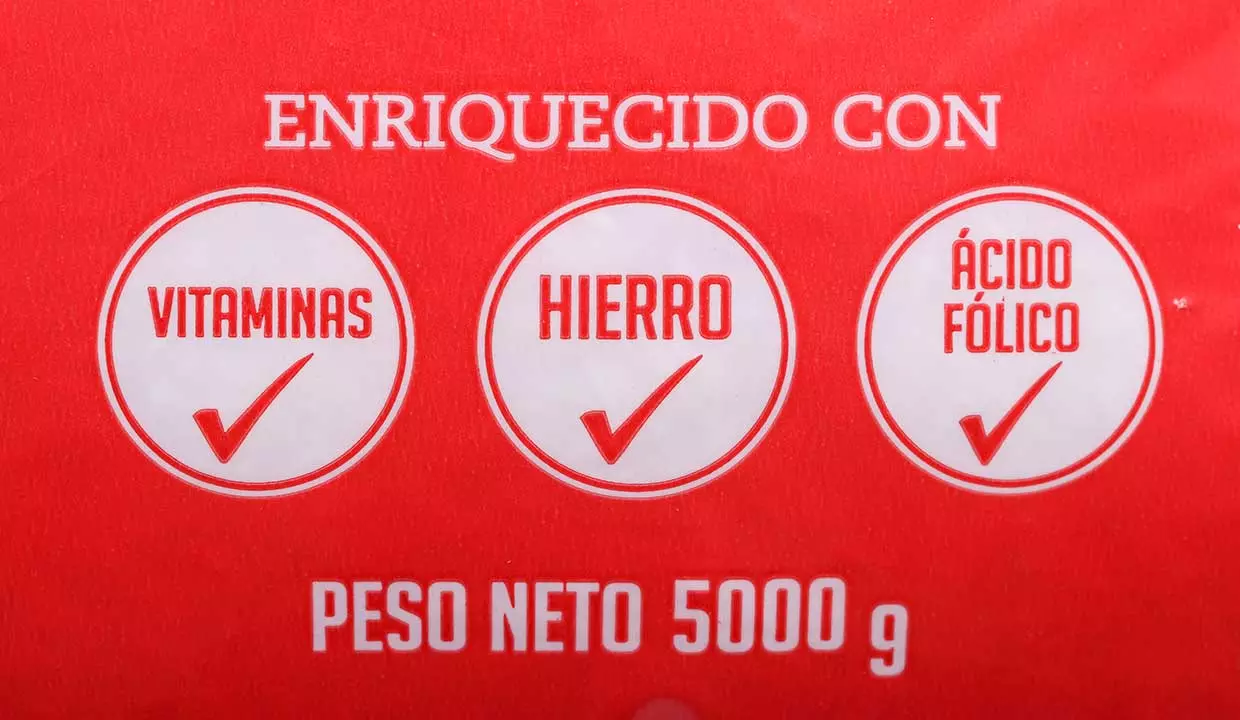 ENRIQUECIDO CON
VITAMINAS
HIERRO
ÁCIDO
FÓLICO
PESO NETO 5000 g